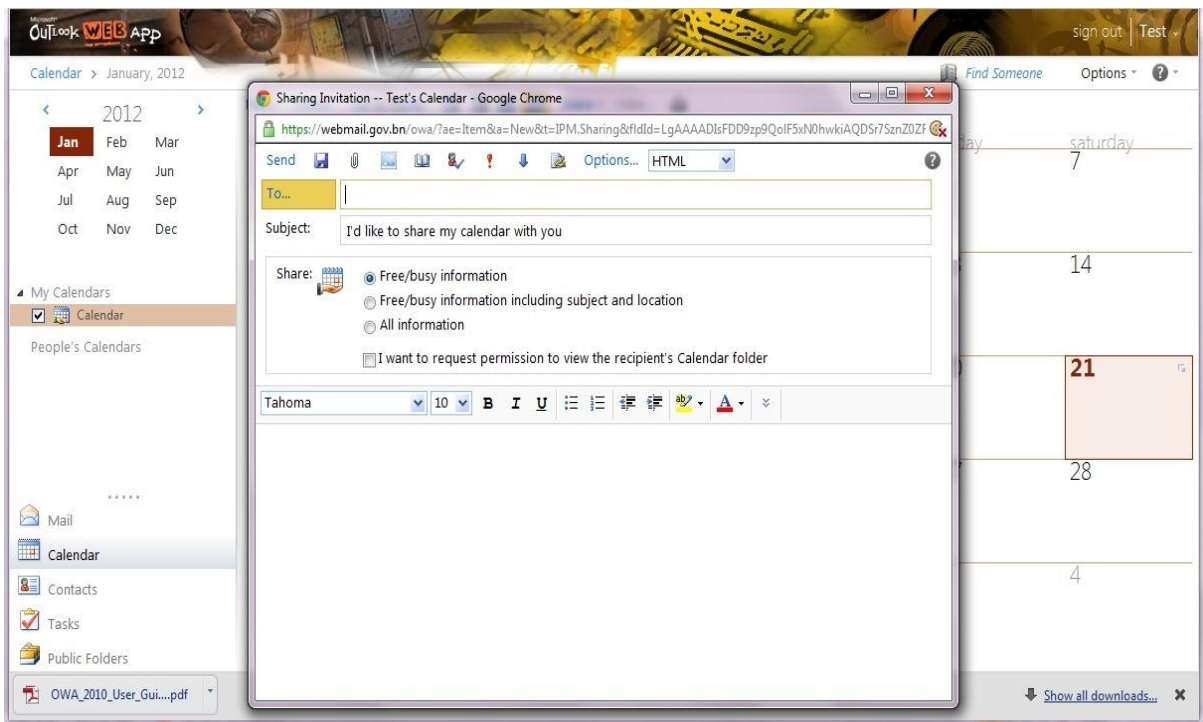 Microsoft
Outlook WEB App
sign out | Test
Calendar > January, 2012
Find Someone
Options
2012
Jan Feb Mar
Apr May Jun
Jul Aug Sep
Oct Nov Dec
My Calendars
Calendar
People's Calendars
Mail
Calendar
Contacts
Tasks
Public Folders
Sharing Invitation -- Test's Calendar - Google Chrome
https://webmail.gov.bn/owa/?ae=Item&a=New&t=IPM.Sharing&fldId=
Send
Options... HTML
To...
Subject: I'd like to share my calendar with you
Share:
Free/busy information
Free/busy information including subject and location
All information
I want to request permission to view the recipient's Calendar folder
Tahoma 10 B I U ab A
day saturday
7
14
21
28
4
OWA_2010_User_Gui....pdf
Show all downloads...